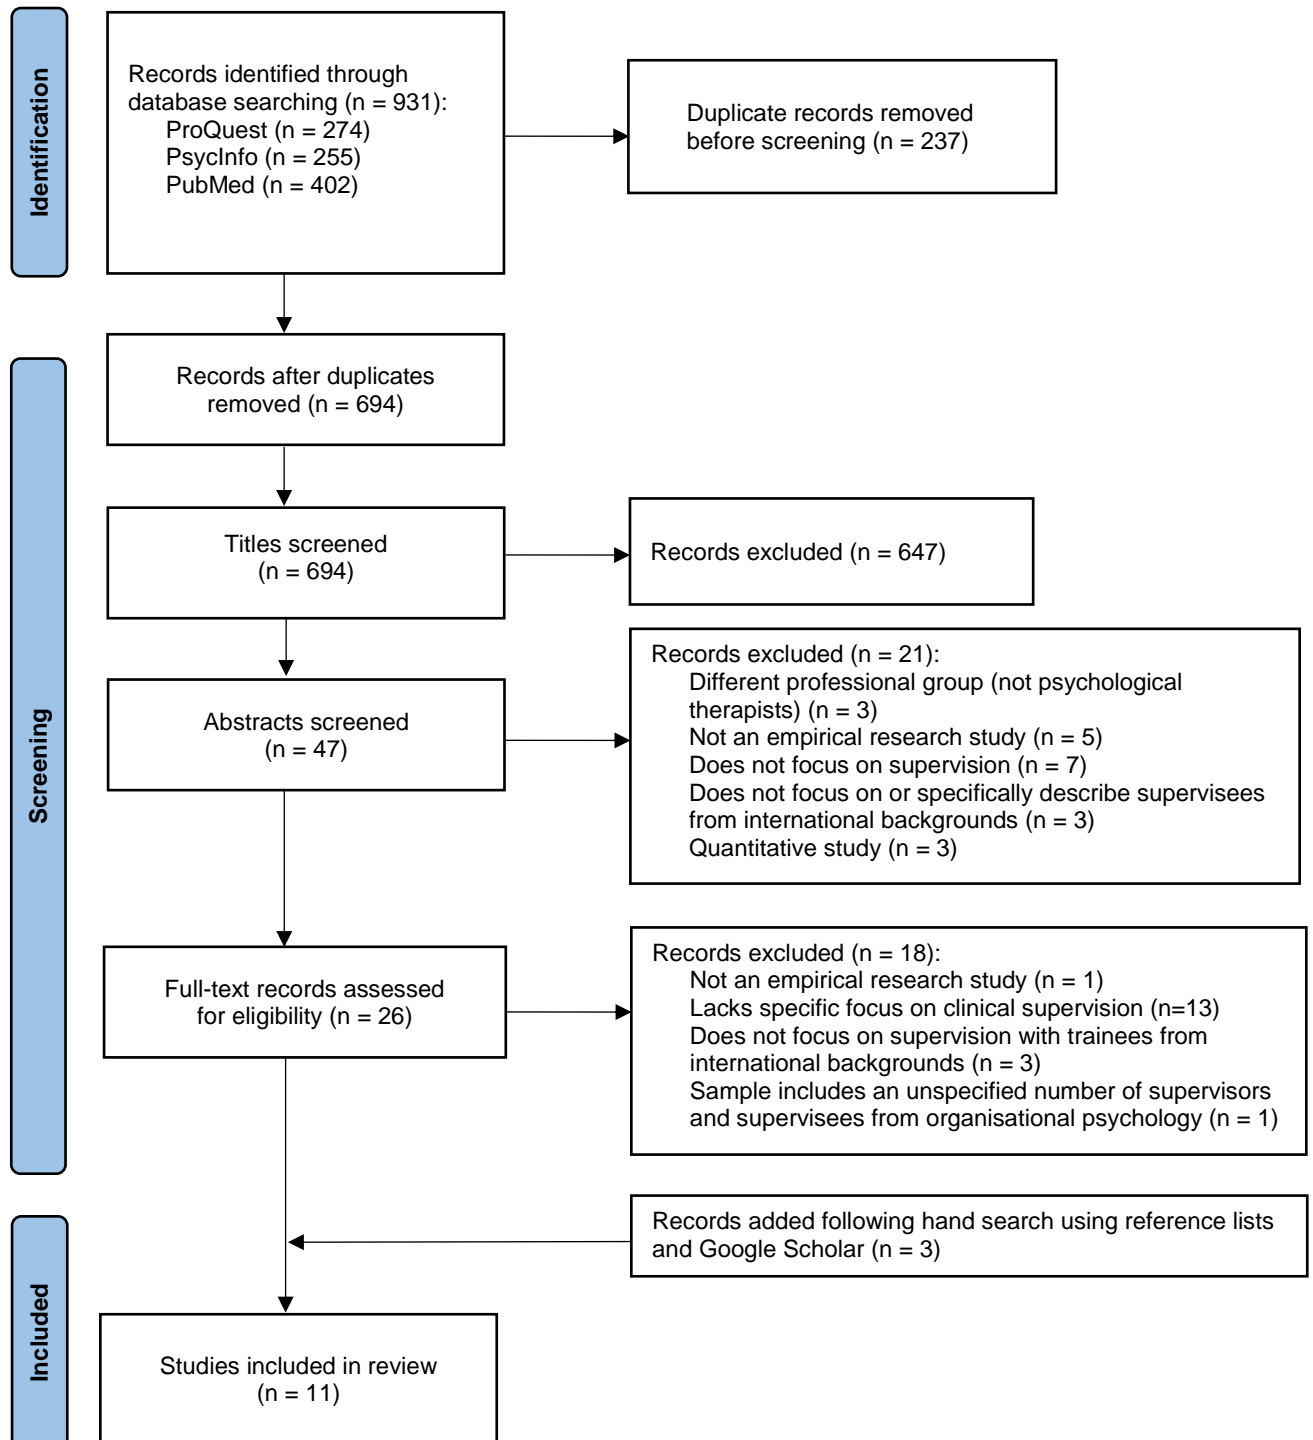 Identification
Records identified through
database searching (n = 931):
ProQuest (n = 274)
PsycInfo (n = 255)
PubMed (n = 402)
Duplicate records removed
before screening (n = 237)
Screening
Records after duplicates
removed (n = 694)
Titles screened
(n = 694)
Records excluded (n = 647)
Abstracts screened
(n = 47)
Records excluded (n = 21):
Different professional group (not psychological
therapists) (n = 3)
Not an empirical research study (n = 5)
Does not focus on supervision (n = 7)
Does not focus on or specifically describe supervisees
from international backgrounds (n = 3)
Quantitative study (n = 3)
Full-text records assessed
for eligibility (n = 26)
Records excluded (n = 18):
Not an empirical research study (n = 1)
Lacks specific focus on clinical supervision (n=13)
Does not focus on supervision with trainees from
international backgrounds (n = 3)
Sample includes an unspecified number of supervisors
and supervisees from organisational psychology (n = 1)
Included
Records added following hand search using reference lists
and Google Scholar (n = 3)
Studies included in review
(n = 11)